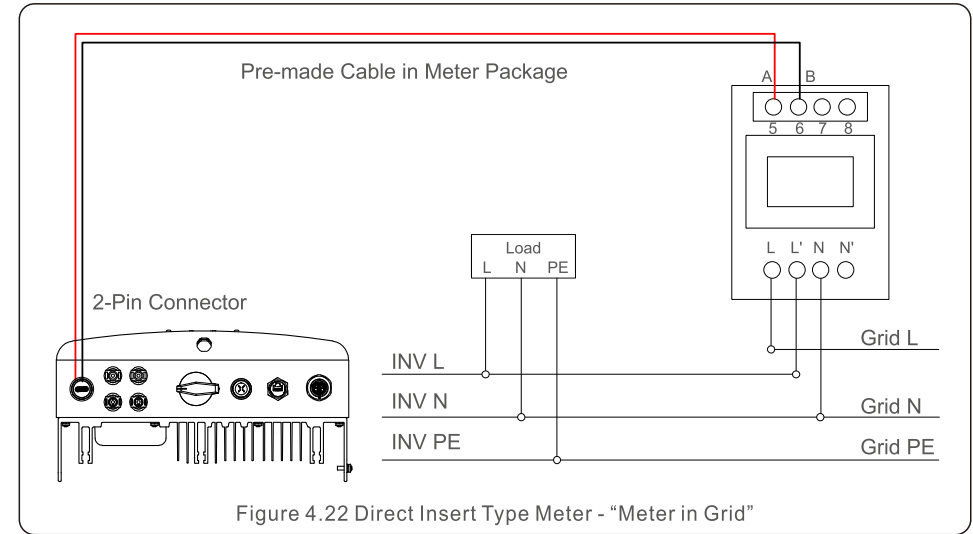 Pre-made Cable in Meter Package
A B
5 6 7 8
Load
L N PE
L L' N N'
2-Pin Connector
Grid L
INV L
INV N
Grid N
INV PE
Grid PE
Figure 4.22 Direct Insert Type Meter - “Meter in Grid”